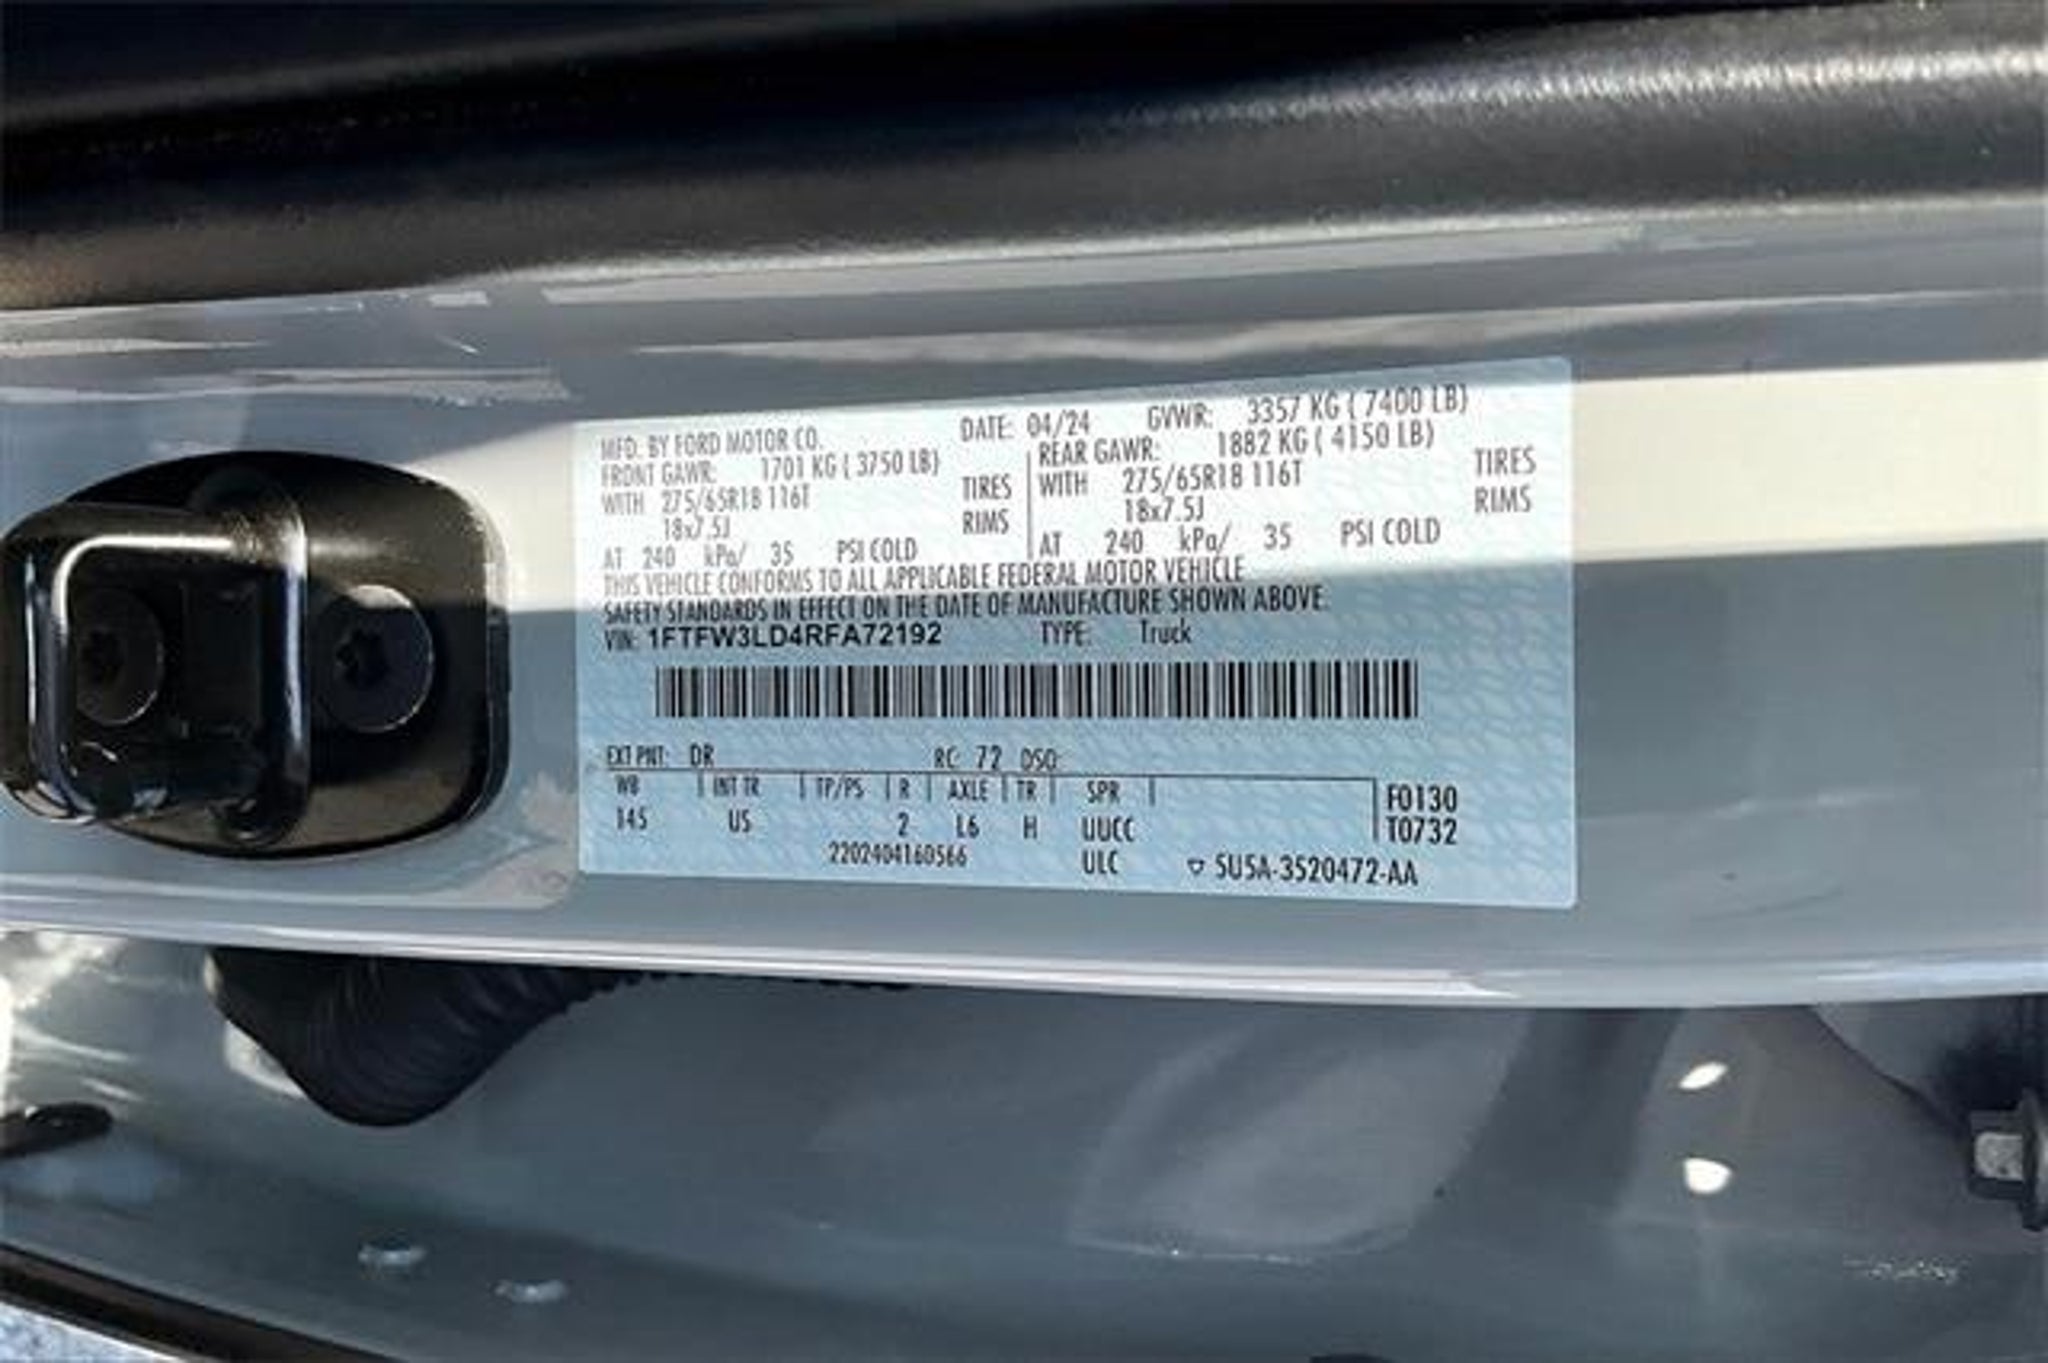 MFD. BY FORD MOTOR CO. DATE: 04/24 GVWR: 3357 KG ( 7400 LB)
FRONT GAWR: 1701 KG ( 3750 LB) REAR GAWR: 1882 KG ( 4150 LB)
WITH 275/65R18 116T TIRES WITH 275/65R18 116T TIRES
18x7.5J RIMS 18x7.5J RIMS
AT 240 kPa/ 35 PSI COLD AT 240 kPa/ 35 PSI COLD
THIS VEHICLE CONFORMS TO ALL APPLICABLE FEDERAL MOTOR VEHICLE
SAFETY STANDARDS IN EFFECT ON THE DATE OF MANUFACTURE SHOWN ABOVE.
VIN: 1FTFW3LD4RFA72192 TYPE: Truck
EXT PNT: DR RC: 72 DSO:
WB INT TR TP/PS R AXLE TR SPR F0130
145 US 2 L6 H UUCC T0732
2202404160566 ULC ▽ 5U5A-3520472-AA